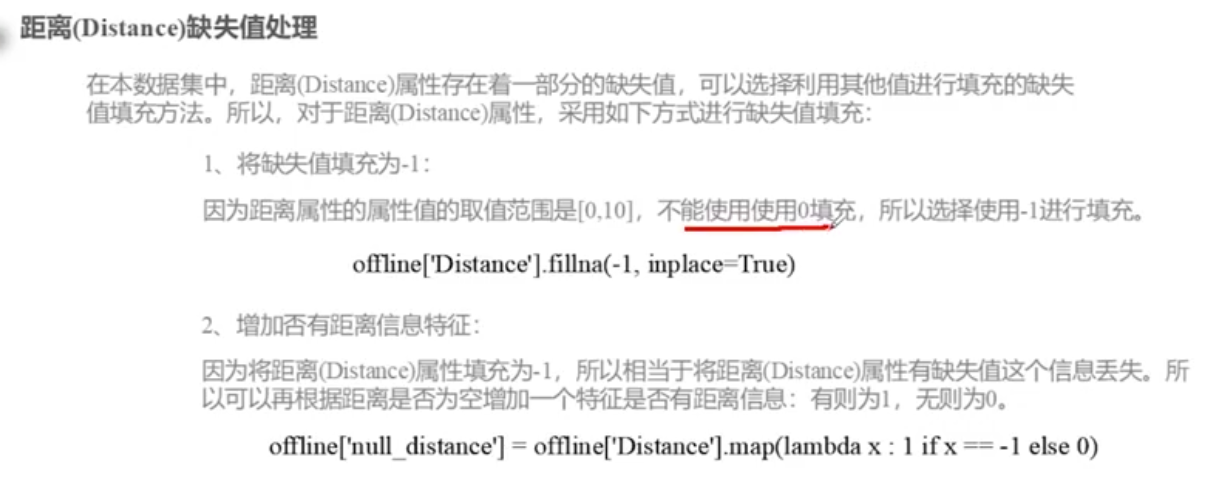 距离(Distance)缺失值处理
在本数据集中，距离(Distance)属性存在着一部分的缺失值，可以选择利用其他值进行填充的缺失
值填充方法。所以，对于距离(Distance)属性，采用如下方式进行缺失值填充：
1、将缺失值填充为-1：
因为距离属性的属性值的取值范围是[0,10]，不能使用使用0填充，所以选择使用-1进行填充。
offline['Distance'].fillna(-1, inplace=True)
2、增加否有距离信息特征：
因为将距离(Distance)属性填充为-1，所以相当于将距离(Distance)属性有缺失值这个信息丢失。所
以可以再根据距离是否为空增加一个特征是否有距离信息：有则为1，无则为0。
offline['null_distance'] = offline['Distance'].map(lambda x : 1 if x == -1 else 0)